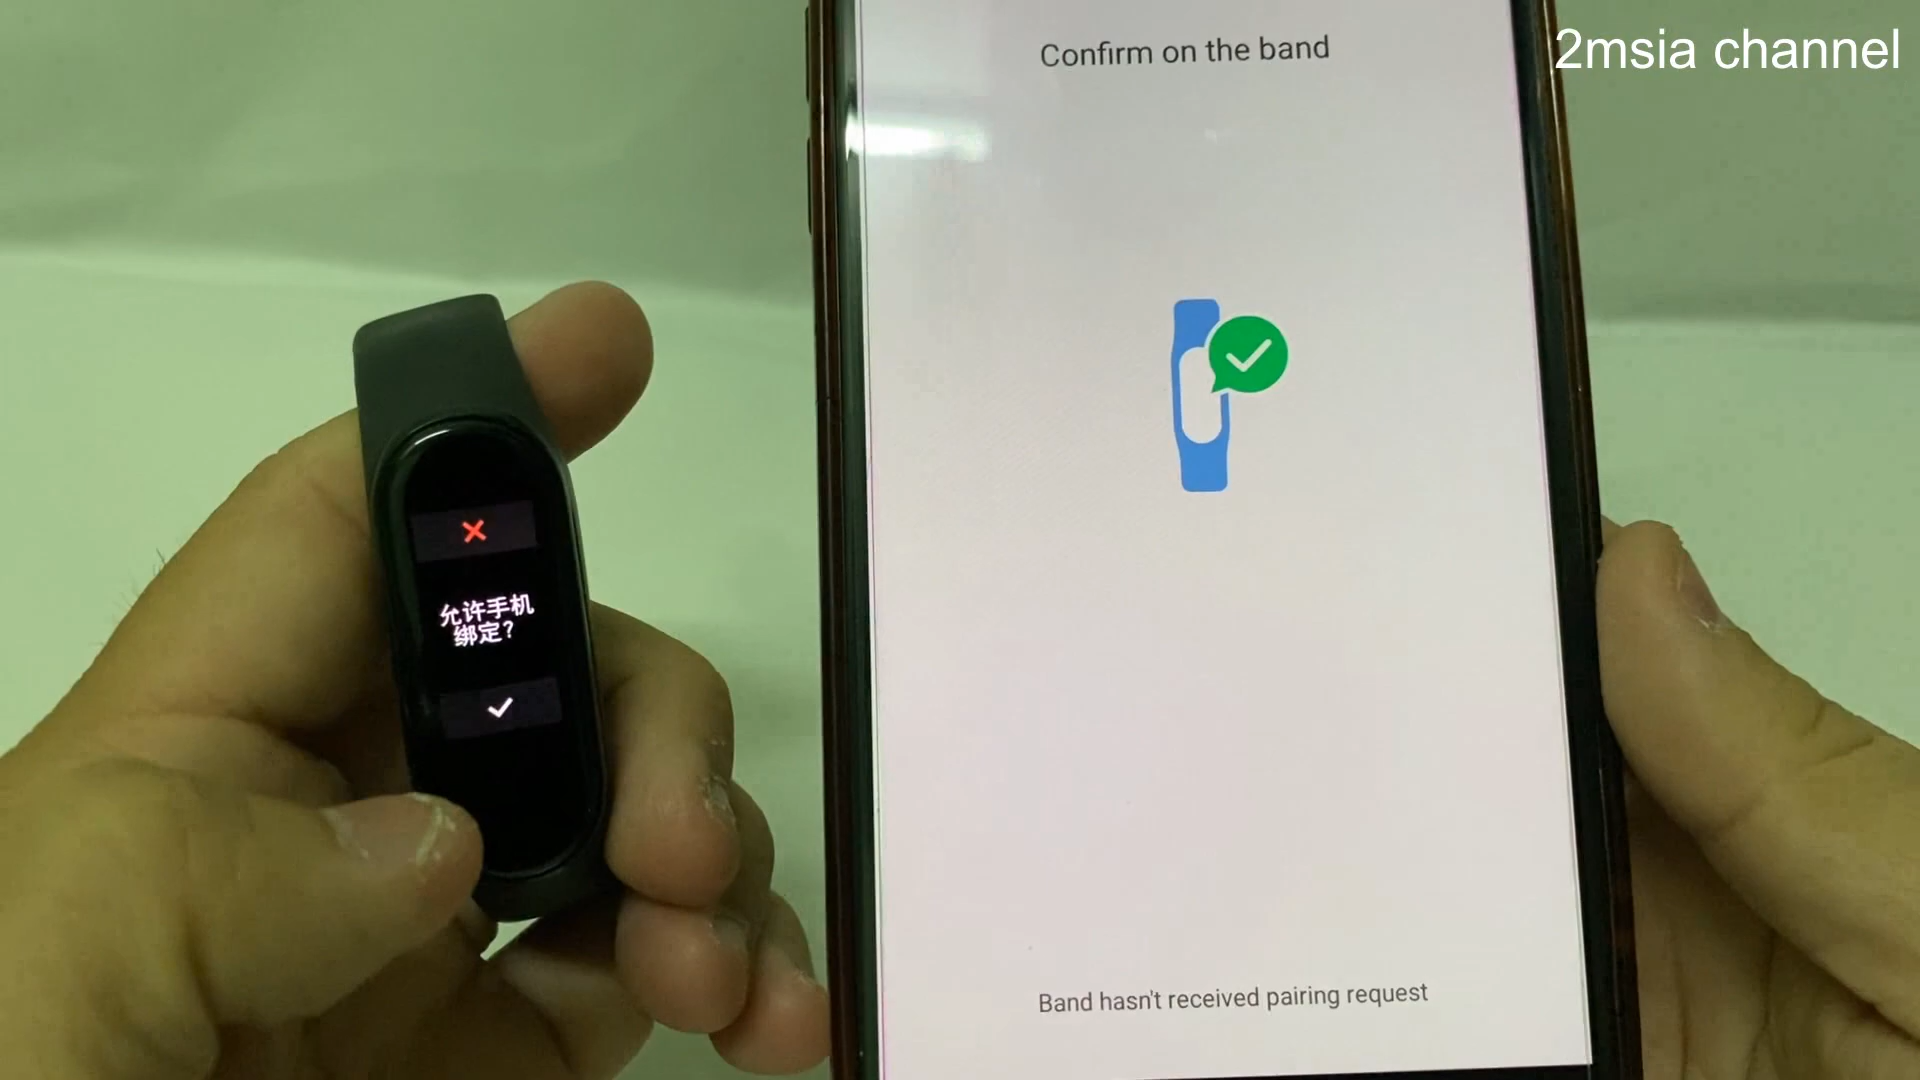 2msia channel
Confirm on the band
允许手机
绑定?
Band hasn't received pairing request